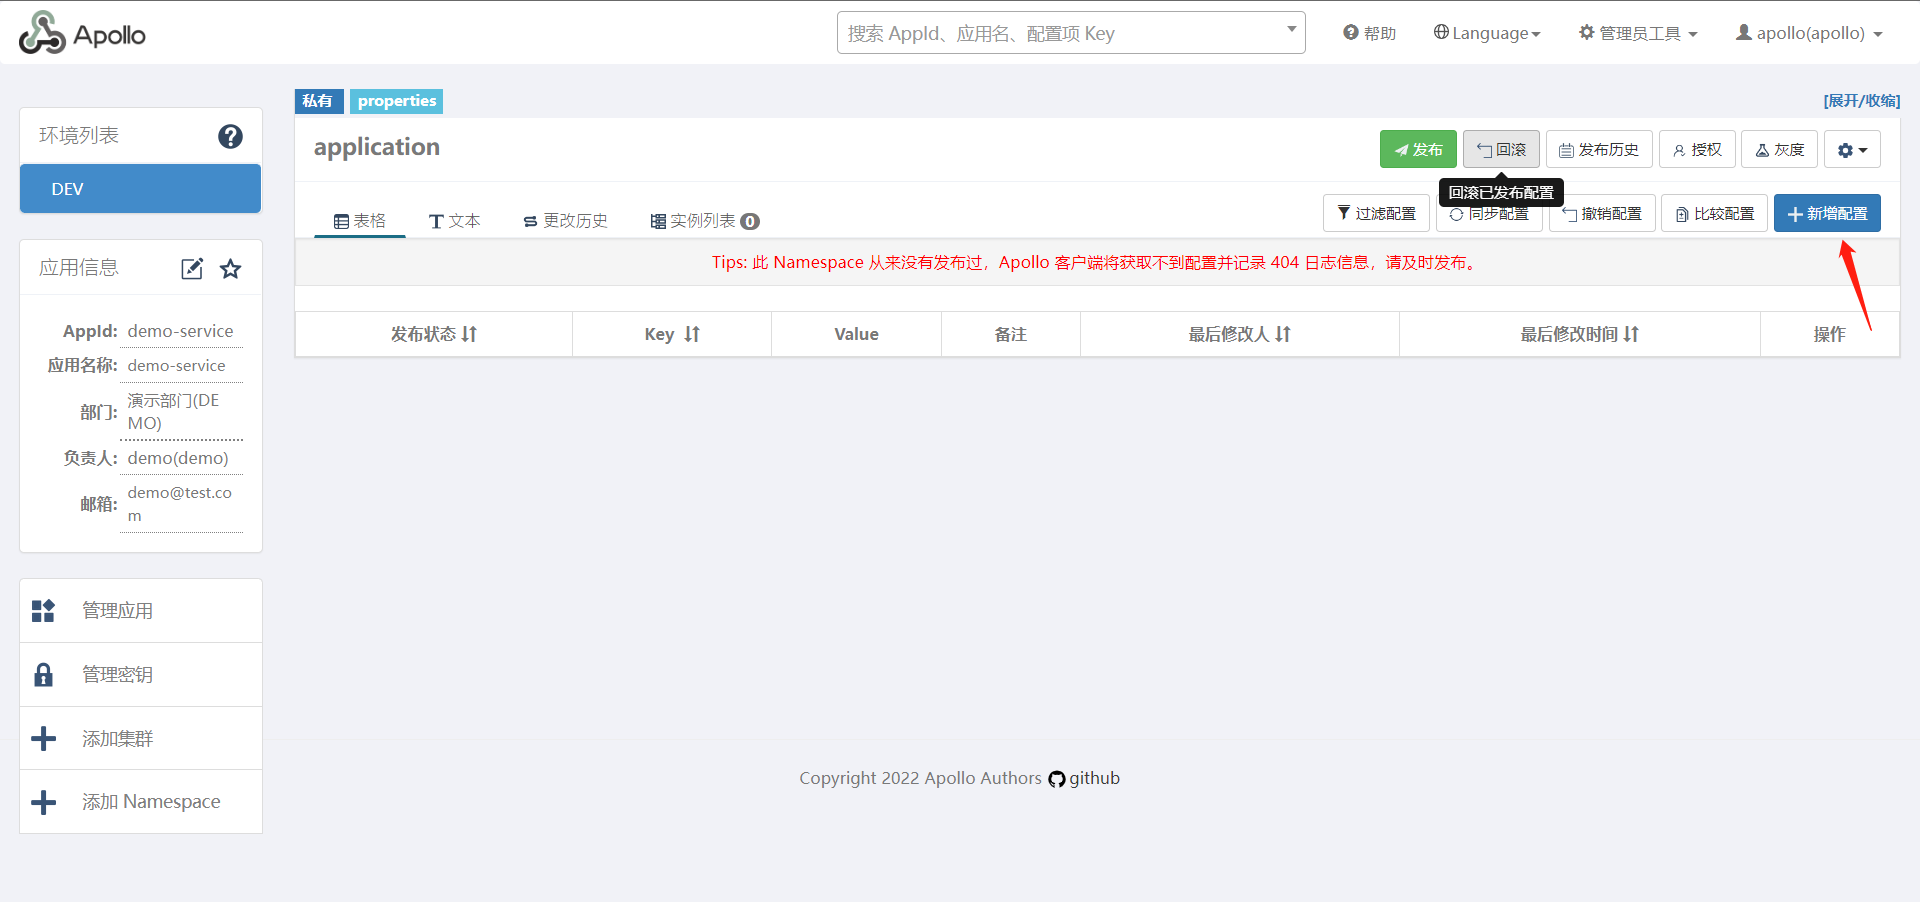 Apollo
搜索 AppId、应用名、配置项 Key
帮助
Language
管理员工具
apollo(apollo)
环境列表
DEV
应用信息
AppId: demo-service
应用名称: demo-service
部门: 演示部门(DE
MO)
负责人: demo(demo)
邮箱: demo@test.co
m
管理应用
管理密钥
添加集群
添加 Namespace
私有 properties
[展开/收缩]
application
发布 回滚 发布历史 授权 灰度
回滚已发布配置
表格 文本 更改历史 实例列表 0
过滤配置 同步配置 撤销配置 比较配置 新增配置
Tips: 此 Namespace 从来没有发布过，Apollo 客户端将获取不到配置并记录 404 日志信息，请及时发布。
发布状态 Key Value 备注 最后修改人 最后修改时间 操作
Copyright 2022 Apollo Authors github